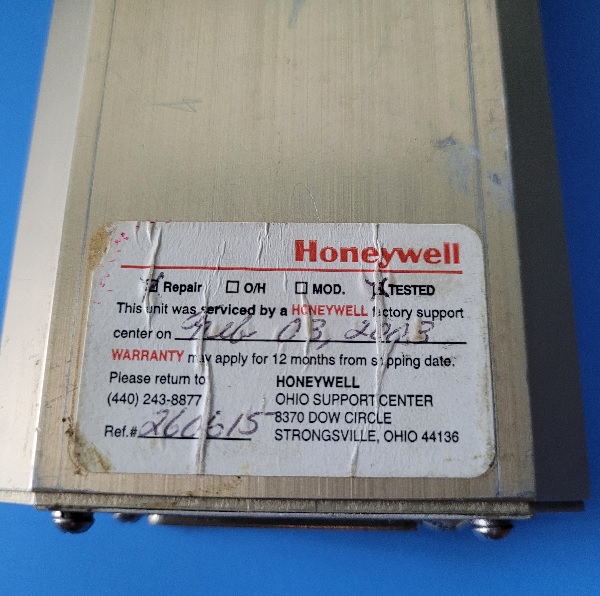 Honeywell
Repair O/H MOD. TESTED
This unit was serviced by a HONEYWELL factory support
center on Feb 03, 2003
WARRANTY may apply for 12 months from shipping date.
Please return to:
(440) 243-8877
Ref.# 260615
HONEYWELL
OHIO SUPPORT CENTER
8370 DOW CIRCLE
STRONGSVILLE, OHIO 44136